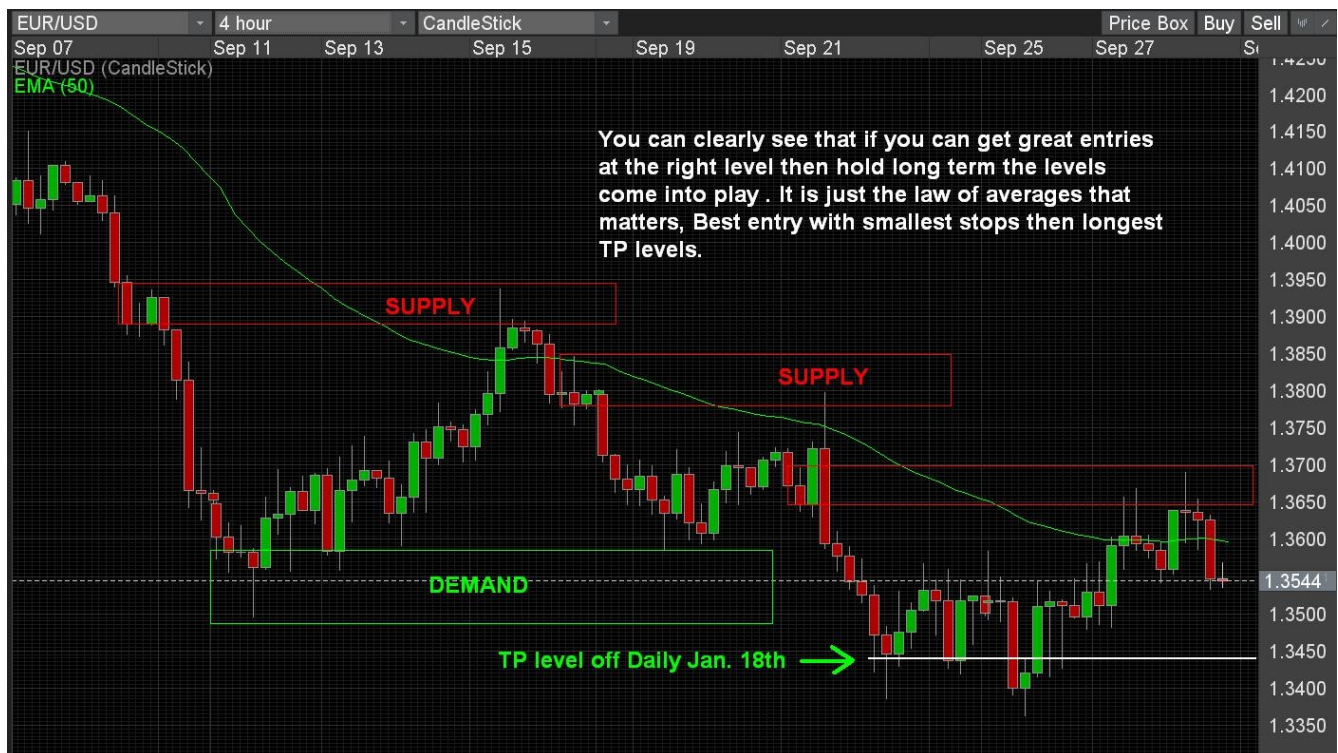 EUR/USD 4 hour CandleStick Price Box Buy Sell
Sep 07 Sep 11 Sep 13 Sep 15 Sep 19 Sep 21 Sep 25 Sep 27
EUR/USD (CandleStick)
EMA (50)
You can clearly see that if you can get great entries
at the right level then hold long term the levels
come into play . It is just the law of averages that
matters, Best entry with smallest stops then longest
TP levels.
SUPPLY
SUPPLY
DEMAND
TP level off Daily Jan. 18th
1.4250
1.4200
1.4150
1.4100
1.4050
1.4000
1.3950
1.3900
1.3850
1.3800
1.3750
1.3700
1.3650
1.3600
1.3544
1.3500
1.3450
1.3400
1.3350